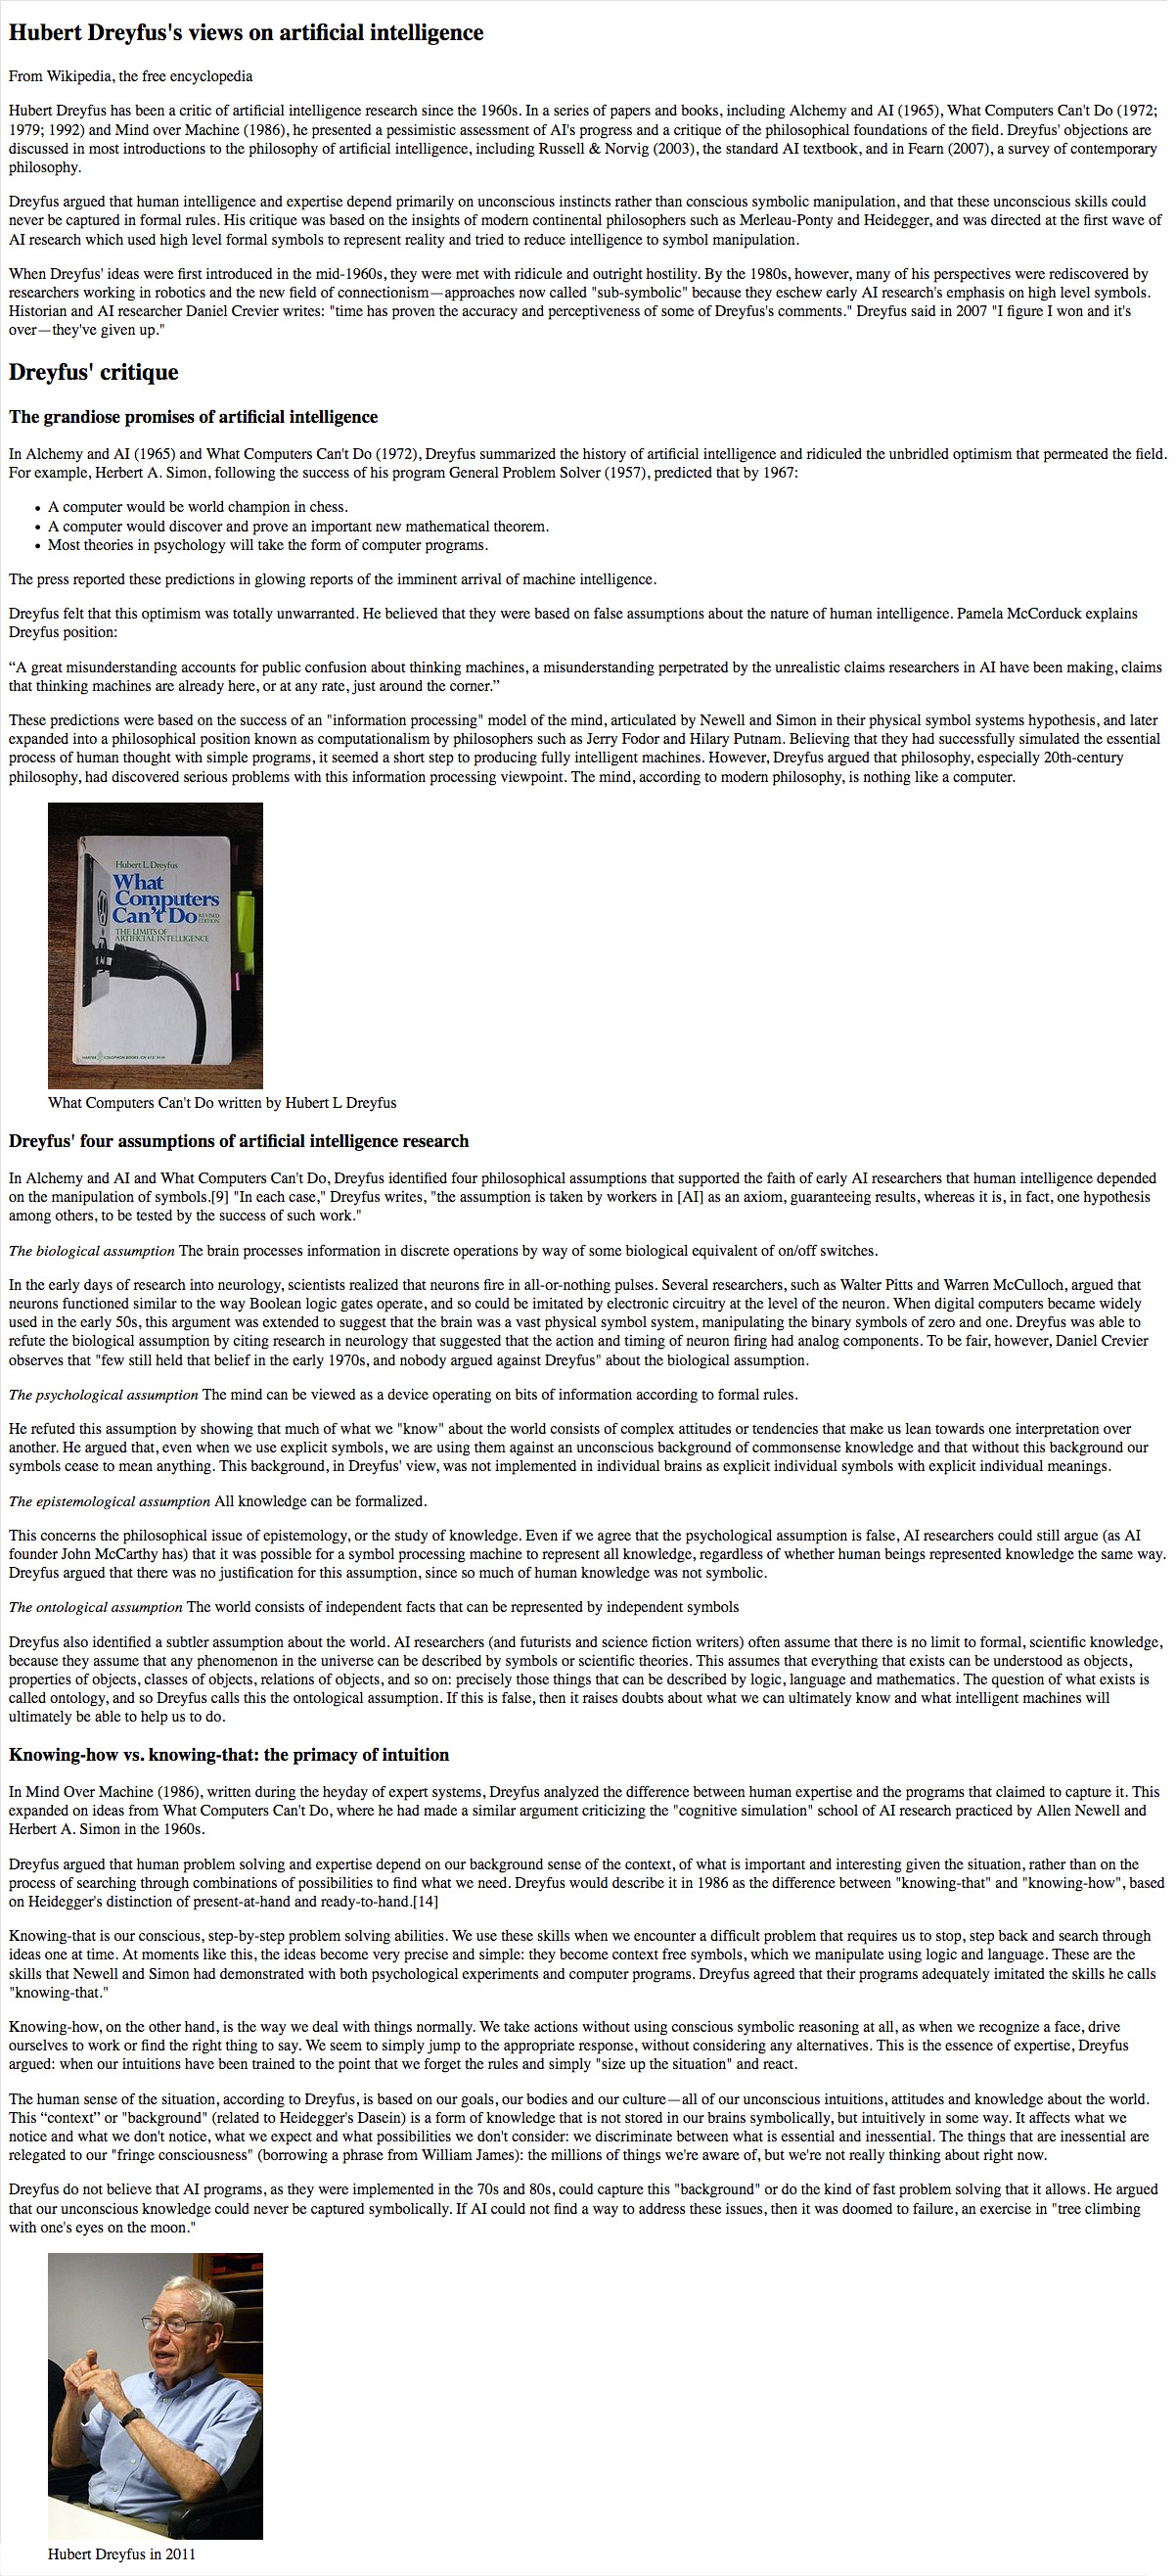 Hubert Dreyfus's views on artificial intelligence
From Wikipedia, the free encyclopedia
Hubert Dreyfus has been a critic of artificial intelligence research since the 1960s. In a series of papers and books, including Alchemy and AI (1965), What Computers Can't Do (1972;
1979; 1992) and Mind over Machine (1986), he presented a pessimistic assessment of AI's progress and a critique of the philosophical foundations of the field. Dreyfus' objections are
discussed in most introductions to the philosophy of artificial intelligence, including Russell & Norvig (2003), the standard AI textbook, and in Fearn (2007), a survey of contemporary
philosophy.
Dreyfus argued that human intelligence and expertise depend primarily on unconscious instincts rather than conscious symbolic manipulation, and that these unconscious skills could
never be captured in formal rules. His critique was based on the insights of modern continental philosophers such as Merleau-Ponty and Heidegger, and was directed at the first wave of
AI research which used high level formal symbols to represent reality and tried to reduce intelligence to symbol manipulation.
When Dreyfus' ideas were first introduced in the mid-1960s, they were met with ridicule and outright hostility. By the 1980s, however, many of his perspectives were rediscovered by
researchers working in robotics and the new field of connectionism—approaches now called "sub-symbolic" because they eschew early AI research's emphasis on high level symbols.
Historian and AI researcher Daniel Crevier writes: "time has proven the accuracy and perceptiveness of some of Dreyfus's comments." Dreyfus said in 2007 "I figure I won and it's
over—they've given up."
Dreyfus' critique
The grandiose promises of artificial intelligence
In Alchemy and AI (1965) and What Computers Can't Do (1972), Dreyfus summarized the history of artificial intelligence and ridiculed the unbridled optimism that permeated the field.
For example, Herbert A. Simon, following the success of his program General Problem Solver (1957), predicted that by 1967:
• A computer would be world champion in chess.
• A computer would discover and prove an important new mathematical theorem.
• Most theories in psychology will take the form of computer programs.
The press reported these predictions in glowing reports of the imminent arrival of machine intelligence.
Dreyfus felt that this optimism was totally unwarranted. He believed that they were based on false assumptions about the nature of human intelligence. Pamela McCorduck explains
Dreyfus position:
“A great misunderstanding accounts for public confusion about thinking machines, a misunderstanding perpetrated by the unrealistic claims researchers in AI have been making, claims
that thinking machines are already here, or at any rate, just around the corner.”
These predictions were based on the success of an "information processing" model of the mind, articulated by Newell and Simon in their physical symbol systems hypothesis, and later
expanded into a philosophical position known as computationalism by philosophers such as Jerry Fodor and Hilary Putnam. Believing that they had successfully simulated the essential
process of human thought with simple programs, it seemed a short step to producing fully intelligent machines. However, Dreyfus argued that philosophy, especially 20th-century
philosophy, had discovered serious problems with this information processing viewpoint. The mind, according to modern philosophy, is nothing like a computer.
Hubert L. Dreyfus
What
Computers
Can't Do REVISED EDITION
THE LIMITS OF
ARTIFICIAL INTELLIGENCE
What Computers Can't Do written by Hubert L Dreyfus
Dreyfus' four assumptions of artificial intelligence research
In Alchemy and AI and What Computers Can't Do, Dreyfus identified four philosophical assumptions that supported the faith of early AI researchers that human intelligence depended
on the manipulation of symbols.[9] "In each case," Dreyfus writes, "the assumption is taken by workers in [AI] as an axiom, guaranteeing results, whereas it is, in fact, one hypothesis
among others, to be tested by the success of such work."
The biological assumption The brain processes information in discrete operations by way of some biological equivalent of on/off switches.
In the early days of research into neurology, scientists realized that neurons fire in all-or-nothing pulses. Several researchers, such as Walter Pitts and Warren McCulloch, argued that
neurons functioned similar to the way Boolean logic gates operate, and so could be imitated by electronic circuitry at the level of the neuron. When digital computers became widely
used in the early 50s, this argument was extended to suggest that the brain was a vast physical symbol system, manipulating the binary symbols of zero and one. Dreyfus was able to
refute the biological assumption by citing research in neurology that suggested that the action and timing of neuron firing had analog components. To be fair, however, Daniel Crevier
observes that "few still held that belief in the early 1970s, and nobody argued against Dreyfus" about the biological assumption.
The psychological assumption The mind can be viewed as a device operating on bits of information according to formal rules.
He refuted this assumption by showing that much of what we "know" about the world consists of complex attitudes or tendencies that make us lean towards one interpretation over
another. He argued that, even when we use explicit symbols, we are using them against an unconscious background of commonsense knowledge and that without this background our
symbols cease to mean anything. This background, in Dreyfus' view, was not implemented in individual brains as explicit individual symbols with explicit individual meanings.
The epistemological assumption All knowledge can be formalized.
This concerns the philosophical issue of epistemology, or the study of knowledge. Even if we agree that the psychological assumption is false, AI researchers could still argue (as AI
founder John McCarthy has) that it was possible for a symbol processing machine to represent all knowledge, regardless of whether human beings represented knowledge the same way.
Dreyfus argued that there was no justification for this assumption, since so much of human knowledge was not symbolic.
The ontological assumption The world consists of independent facts that can be represented by independent symbols
Dreyfus also identified a subtler assumption about the world. AI researchers (and futurists and science fiction writers) often assume that there is no limit to formal, scientific knowledge,
because they assume that any phenomenon in the universe can be described by symbols or scientific theories. This assumes that everything that exists can be understood as objects,
properties of objects, classes of objects, relations of objects, and so on: precisely those things that can be described by logic, language and mathematics. The question of what exists is
called ontology, and so Dreyfus calls this the ontological assumption. If this is false, then it raises doubts about what we can ultimately know and what intelligent machines will
ultimately be able to help us to do.
Knowing-how vs. knowing-that: the primacy of intuition
In Mind Over Machine (1986), written during the heyday of expert systems, Dreyfus analyzed the difference between human expertise and the programs that claimed to capture it. This
expanded on ideas from What Computers Can't Do, where he had made a similar argument criticizing the "cognitive simulation" school of AI research practiced by Allen Newell and
Herbert A. Simon in the 1960s.
Dreyfus argued that human problem solving and expertise depend on our background sense of the context, of what is important and interesting given the situation, rather than on the
process of searching through combinations of possibilities to find what we need. Dreyfus would describe it in 1986 as the difference between "knowing-that" and "knowing-how", based
on Heidegger's distinction of present-at-hand and ready-to-hand.[14]
Knowing-that is our conscious, step-by-step problem solving abilities. We use these skills when we encounter a difficult problem that requires us to stop, step back and search through
ideas one at time. At moments like this, the ideas become very precise and simple: they become context free symbols, which we manipulate using logic and language. These are the
skills that Newell and Simon had demonstrated with both psychological experiments and computer programs. Dreyfus agreed that their programs adequately imitated the skills he calls
"knowing-that."
Knowing-how, on the other hand, is the way we deal with things normally. We take actions without using conscious symbolic reasoning at all, as when we recognize a face, drive
ourselves to work or find the right thing to say. We seem to simply jump to the appropriate response, without considering any alternatives. This is the essence of expertise, Dreyfus
argued: when our intuitions have been trained to the point that we forget the rules and simply "size up the situation" and react.
The human sense of the situation, according to Dreyfus, is based on our goals, our bodies and our culture—all of our unconscious intuitions, attitudes and knowledge about the world.
This “context” or "background" (related to Heidegger's Dasein) is a form of knowledge that is not stored in our brains symbolically, but intuitively in some way. It affects what we
notice and what we don't notice, what we expect and what possibilities we don't consider: we discriminate between what is essential and inessential. The things that are inessential are
relegated to our "fringe consciousness" (borrowing a phrase from William James): the millions of things we're aware of, but we're not really thinking about right now.
Dreyfus do not believe that AI programs, as they were implemented in the 70s and 80s, could capture this "background" or do the kind of fast problem solving that it allows. He argued
that our unconscious knowledge could never be captured symbolically. If AI could not find a way to address these issues, then it was doomed to failure, an exercise in "tree climbing
with one's eyes on the moon."
Hubert Dreyfus in 2011